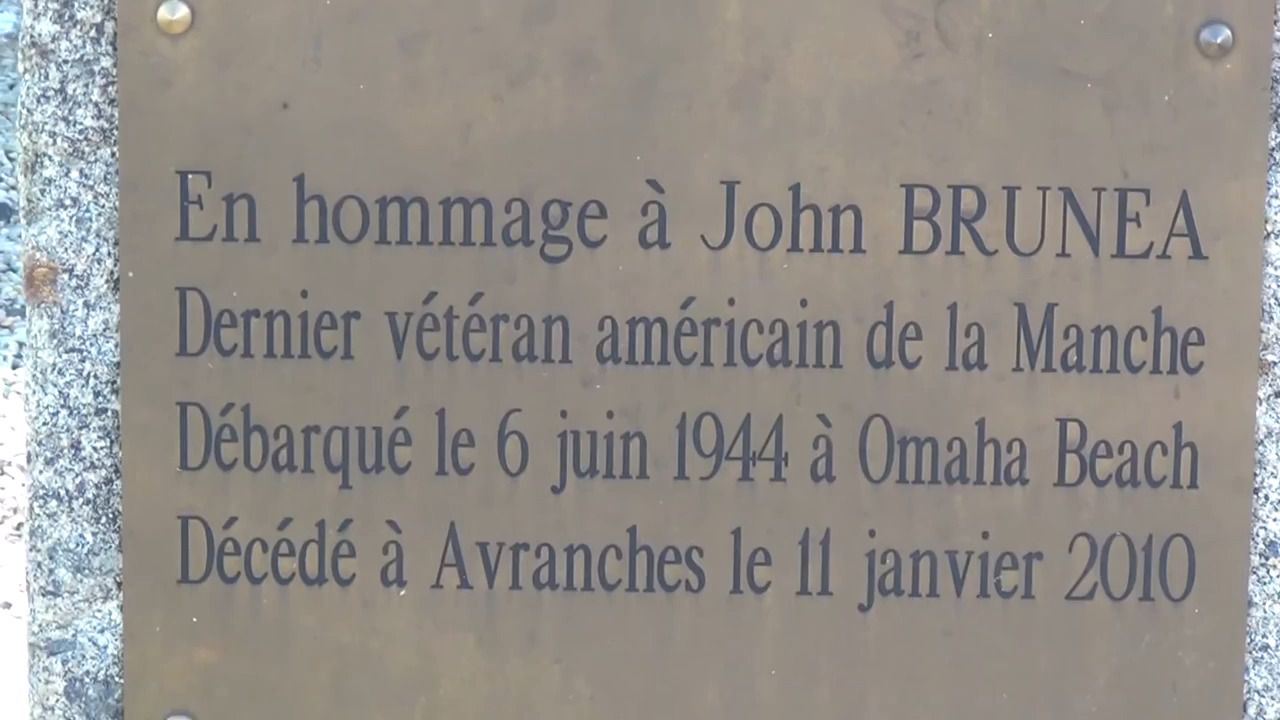 En hommage à John BRUNEA
Dernier vétéran américain de la Manche
Débarqué le 6 juin 1944 à Omaha Beach
Décédé à Avranches le 11 janvier 2010